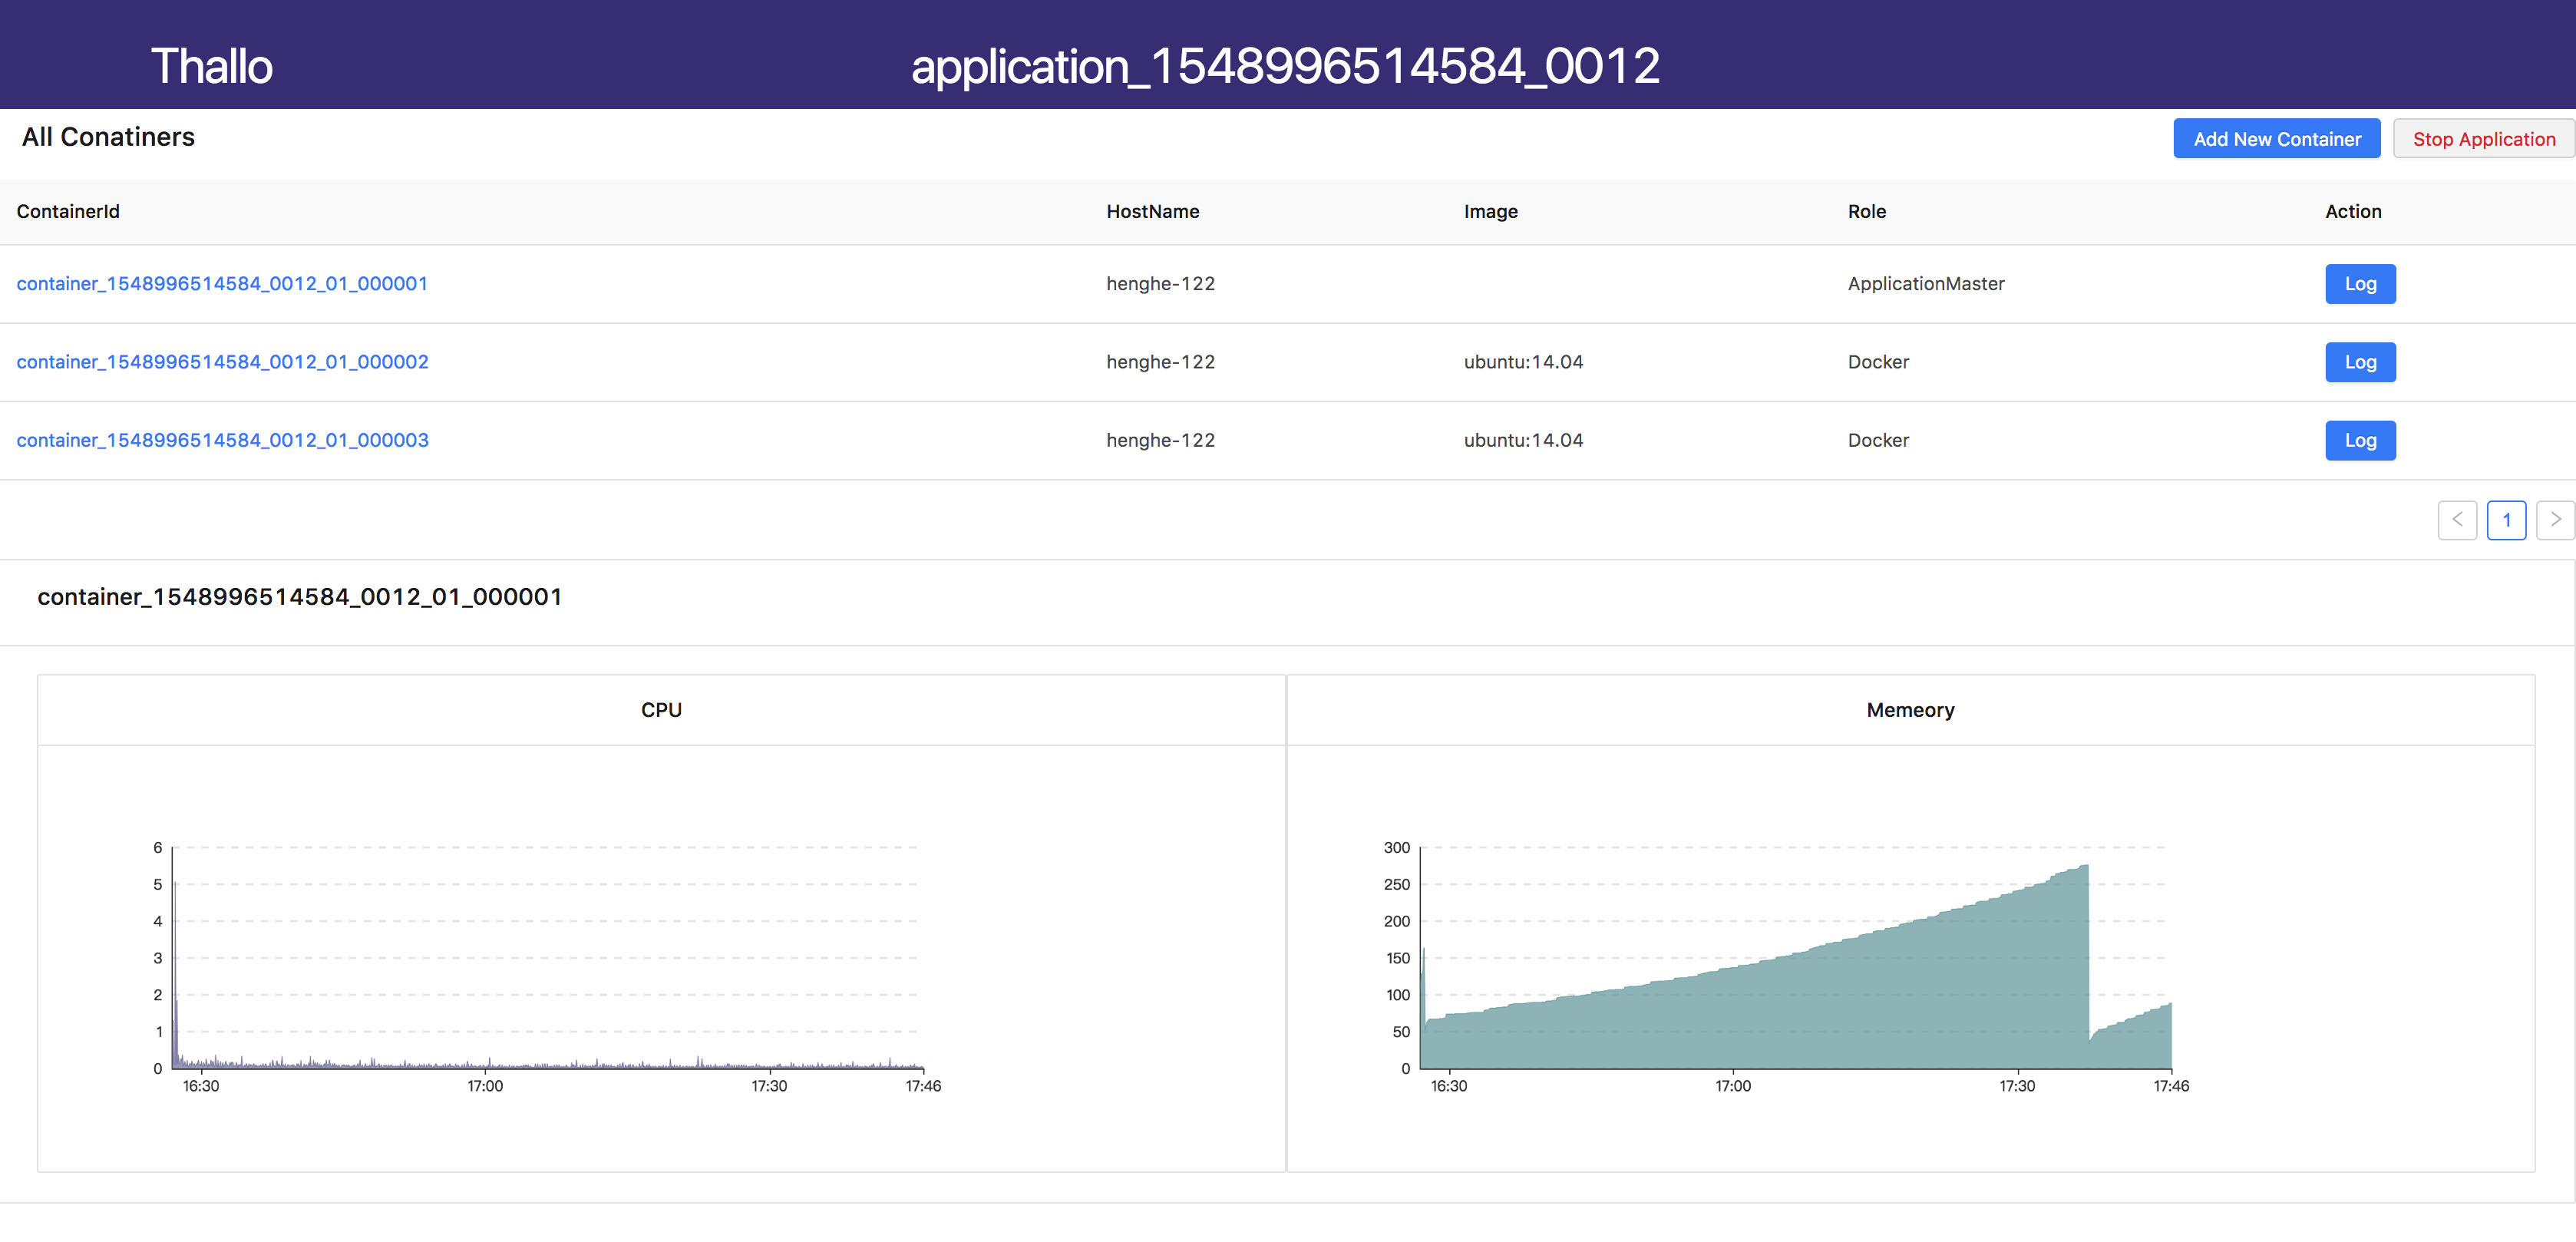 Thallo application_1548996514584_0012
All Conatiners Add New Container Stop Application
ContainerId HostName Image Role Action
container_1548996514584_0012_01_000001 henghe-122 ApplicationMaster Log
container_1548996514584_0012_01_000002 henghe-122 ubuntu:14.04 Docker Log
container_1548996514584_0012_01_000003 henghe-122 ubuntu:14.04 Docker Log
< 1 >
container_1548996514584_0012_01_000001
CPU
6
5
4
3
2
1
0
16:30 17:00 17:30 17:46
Memeory
300
250
200
150
100
50
0
16:30 17:00 17:30 17:46